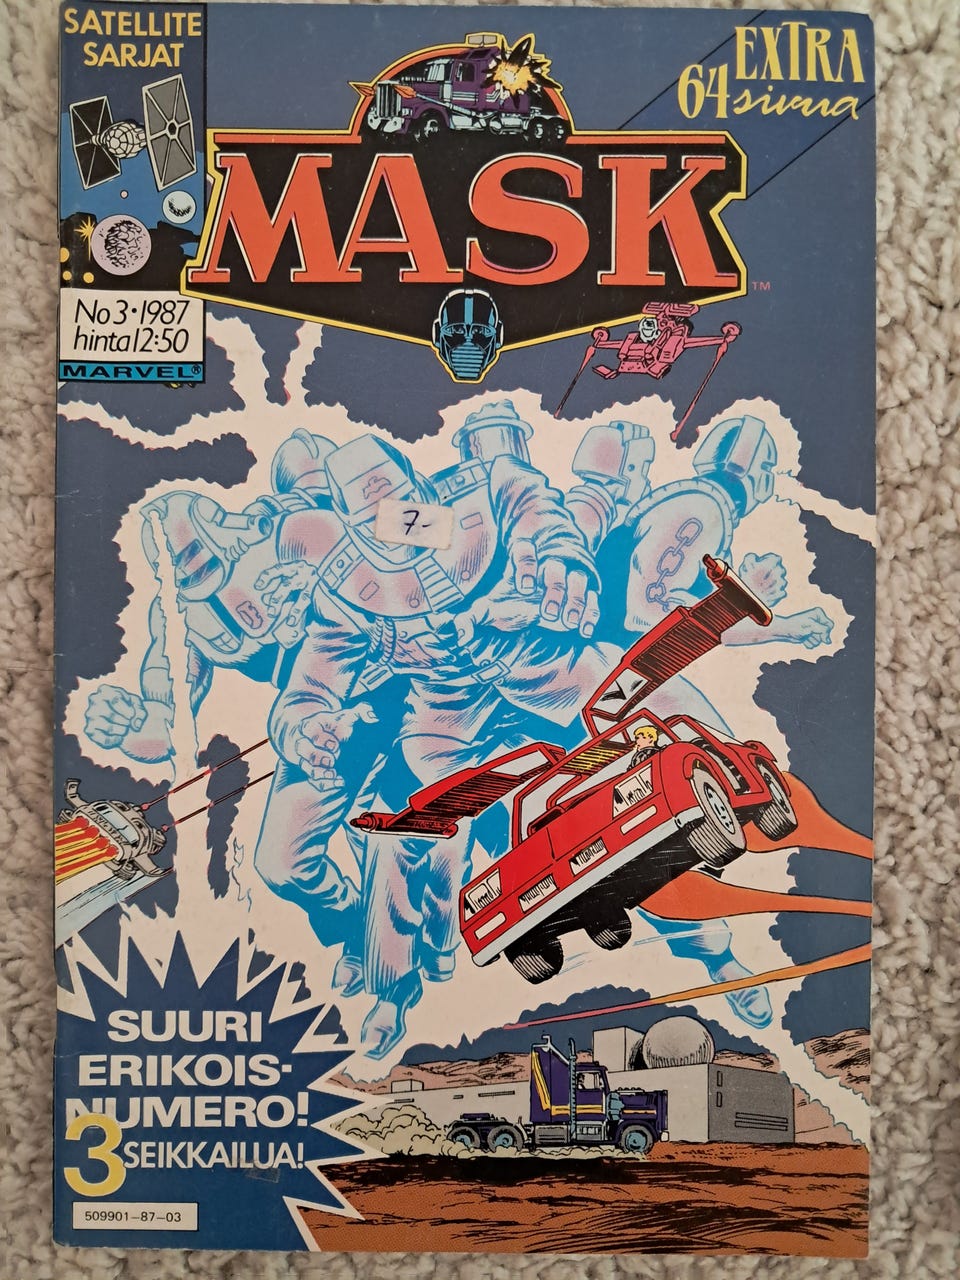 SATELLITE
SARJAT
EXTRA
64 sivua
MASK
TM
No 3•1987
hinta 12:50
MARVEL®
7-
V
SUURI
ERIKOIS-
NUMERO!
3 SEIKKAILUA!
509901-87-03